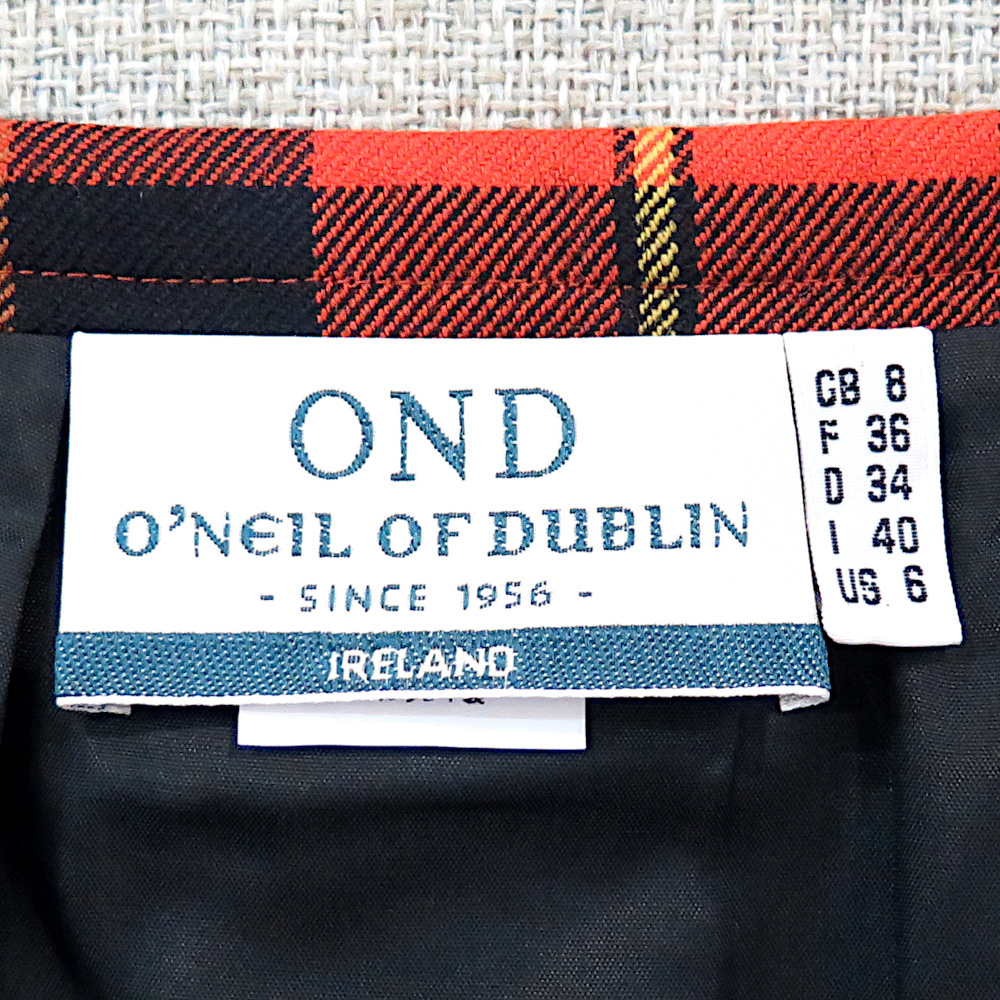 OND
O'NEIL OF DUBLIN
- SINCE 1956 -
IRELAND
GB 8
F 36
D 34
I 40
US 6